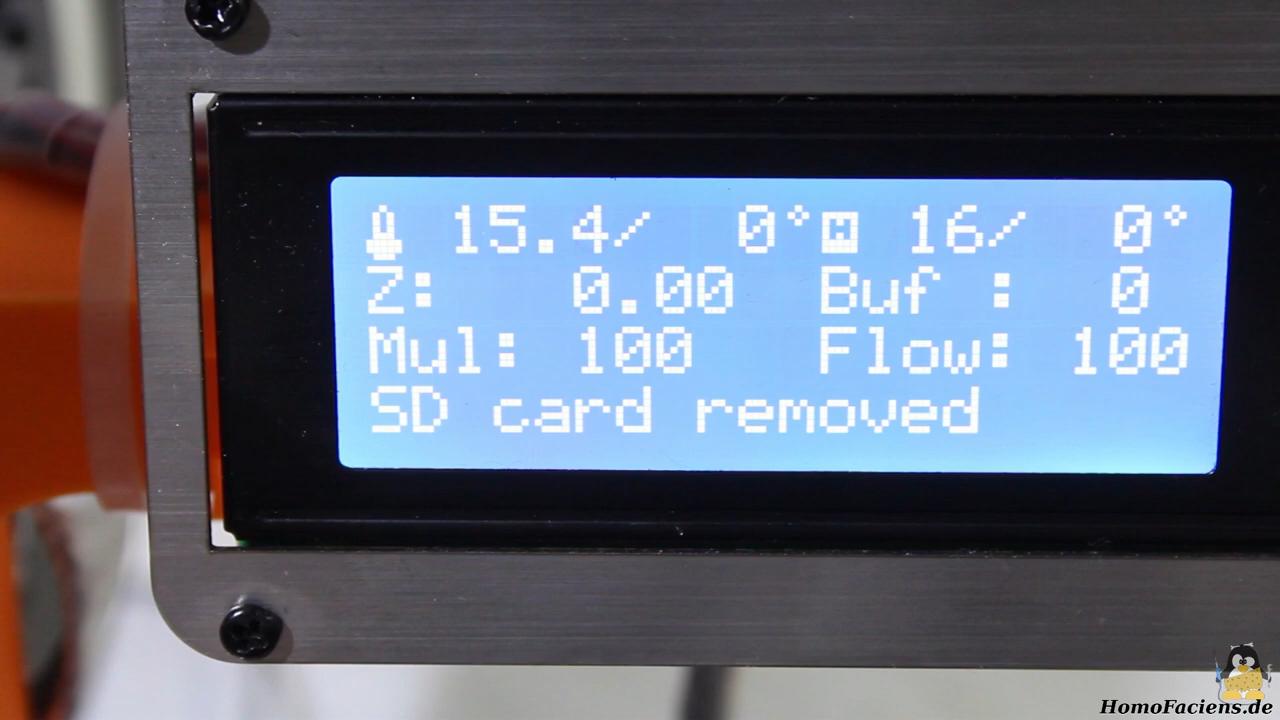 15.4/ 0° 16/ 0°
Z: 0.00 Buf : 0
Mul: 100 Flow: 100
SD card removed
HomoFaciens.de